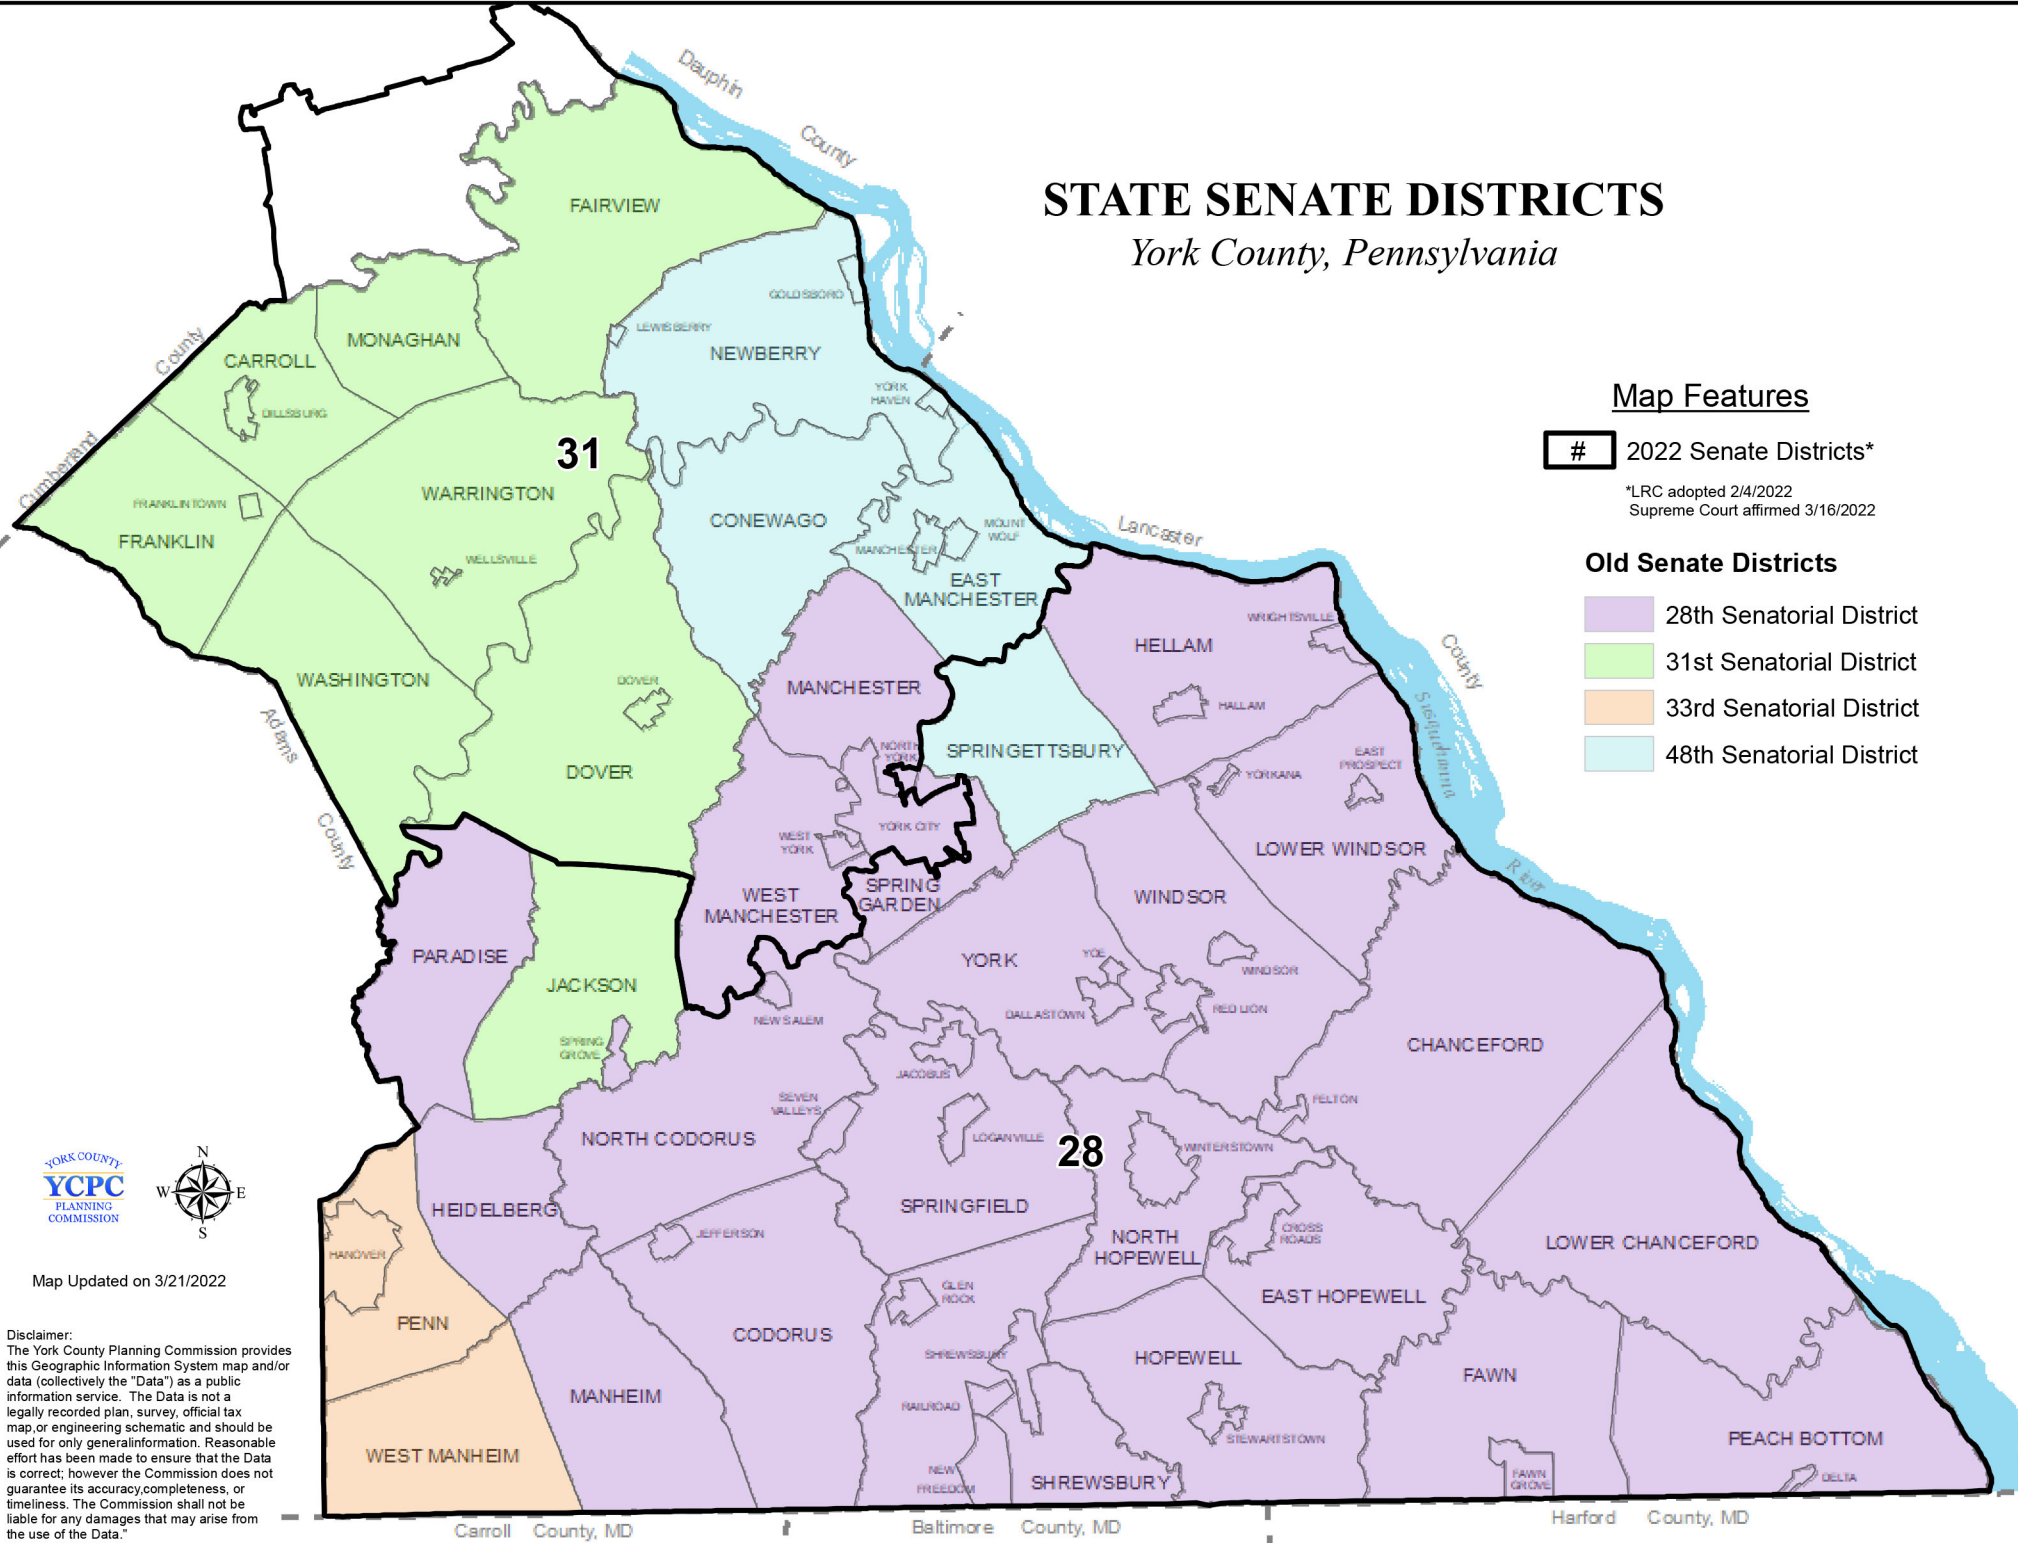 STATE SENATE DISTRICTS
York County, Pennsylvania
Dauphin
County
Map Features
#
2022 Senate Districts*
*LRC adopted 2/4/2022
Supreme Court affirmed 3/16/2022
Old Senate Districts
28th Senatorial District
31st Senatorial District
33rd Senatorial District
48th Senatorial District
Cumberland
County
Adams
County
Lancaster
County
Susquehanna
River
31
FAIRVIEW
MONAGHAN
CARROLL
DILLSBURG
FRANKLINTOWN
FRANKLIN
WARRINGTON
WELLSVILLE
WASHINGTON
DOVER
DOVER
GOLDSBORO
LEWISBERRY
NEWBERRY
YORK
HAVEN
CONEWAGO
MOUNT
WOLF
MANCHESTER
EAST
MANCHESTER
MANCHESTER
NORTH
YORK
SPRINGETTSBURY
HELLAM
WRIGHTSVILLE
HALLAM
YORKANA
EAST
PROSPECT
LOWER WINDSOR
YORK CITY
WEST
YORK
WEST
MANCHESTER
SPRING
GARDEN
WINDSOR
WINDSOR
YORK
YOE
DALLASTOWN
RED LION
PARADISE
JACKSON
SPRING
GROVE
NEW SALEM
JACOBUS
CHANCEFORD
SEVEN
VALLEYS
NORTH CODORUS
LOGANVILLE
28
FELTON
WINTERSTOWN
HEIDELBERG
SPRINGFIELD
JEFFERSON
NORTH
HOPEWELL
CROSS
ROADS
LOWER CHANCEFORD
HANOVER
PENN
GLEN
ROCK
EAST HOPEWELL
CODORUS
SHREWSBURY
HOPEWELL
FAWN
MANHEIM
RAILROAD
STEWARTSTOWN
PEACH BOTTOM
WEST MANHEIM
NEW
FREEDOM
SHREWSBURY
FAWN
GROVE
DELTA
Carroll County, MD
Baltimore County, MD
Harford County, MD
YORK COUNTY
YCPC
PLANNING
COMMISSION
N
W
E
S
Map Updated on 3/21/2022
Disclaimer:
The York County Planning Commission provides
this Geographic Information System map and/or
data (collectively the "Data") as a public
information service. The Data is not a
legally recorded plan, survey, official tax
map,or engineering schematic and should be
used for only generalinformation. Reasonable
effort has been made to ensure that the Data
is correct; however the Commission does not
guarantee its accuracy,completeness, or
timeliness. The Commission shall not be
liable for any damages that may arise from
the use of the Data."